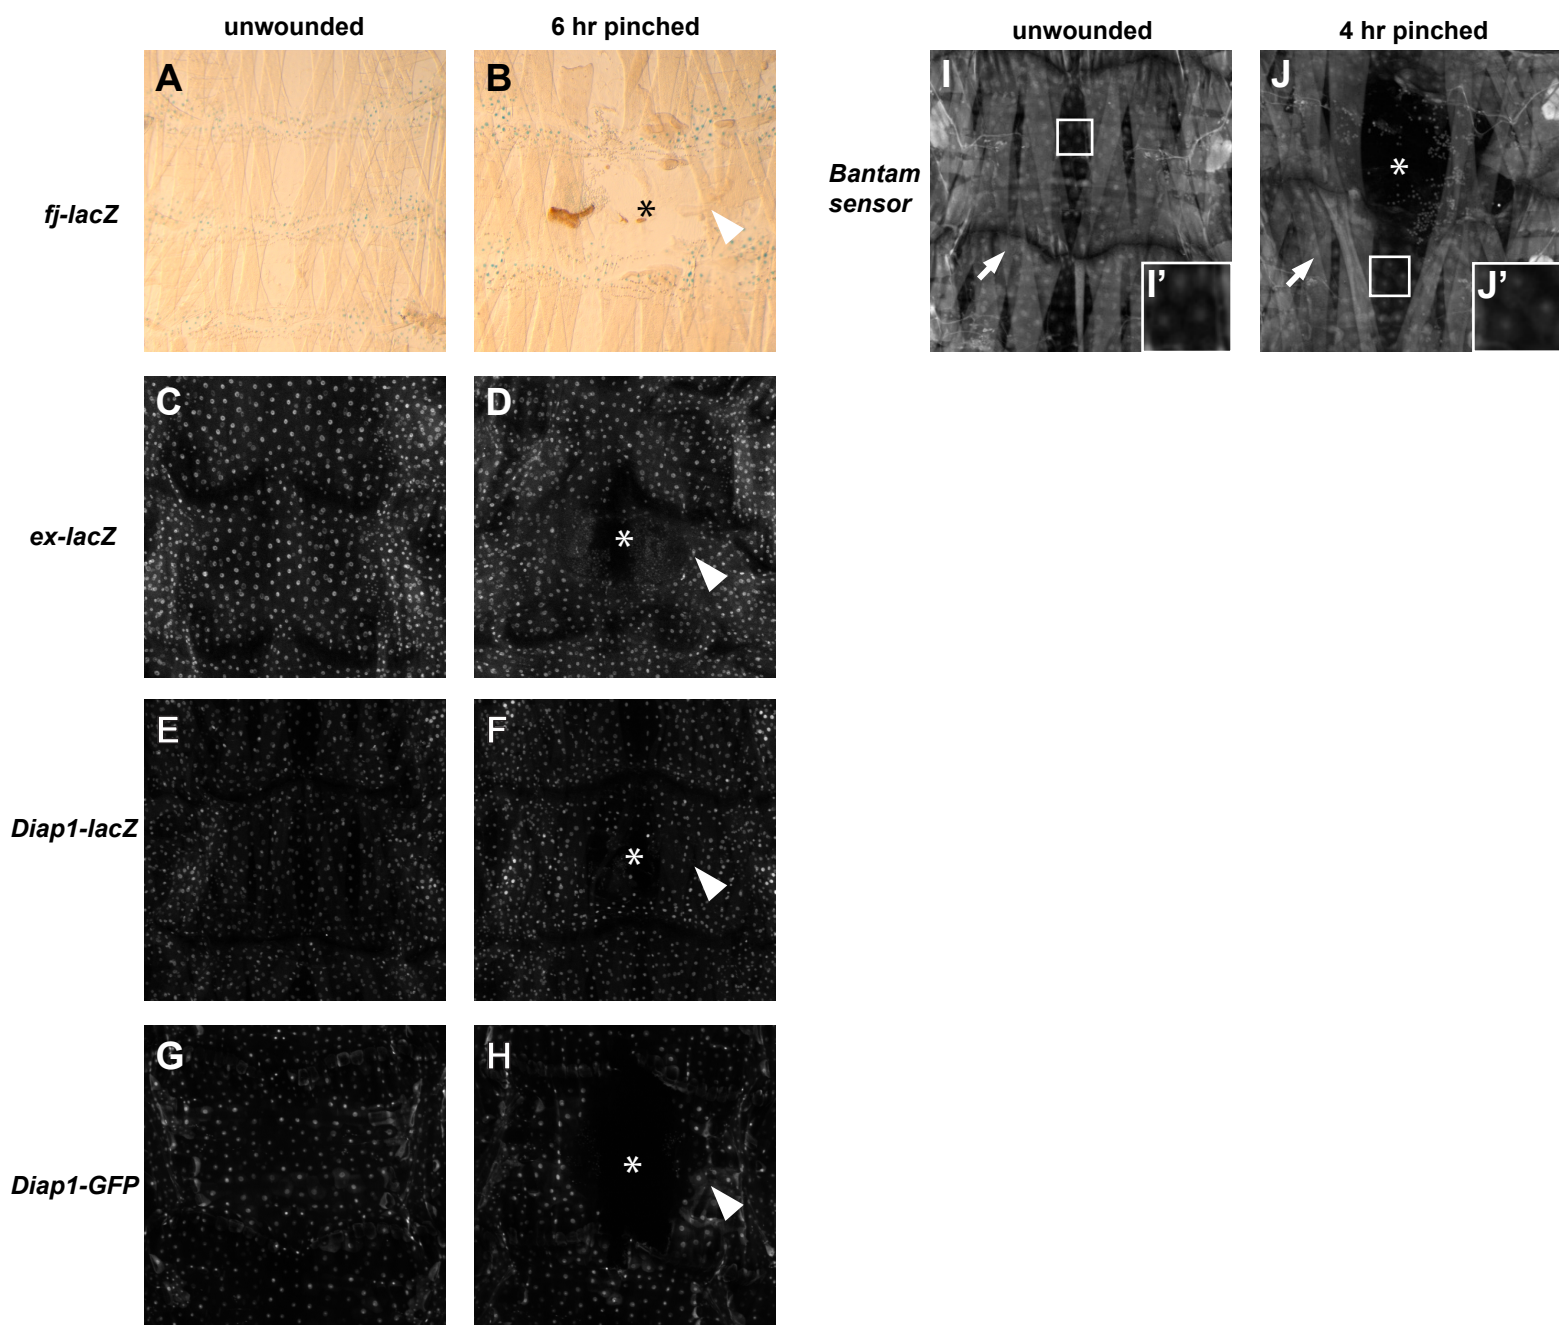 unwounded
6 hr pinched
unwounded
4 hr pinched
A
B
I
J
fj-lacZ
*
Bantam
sensor
*
I’
J’
C
D
ex-lacZ
*
E
F
Diap1-lacZ
*
G
H
Diap1-GFP
*